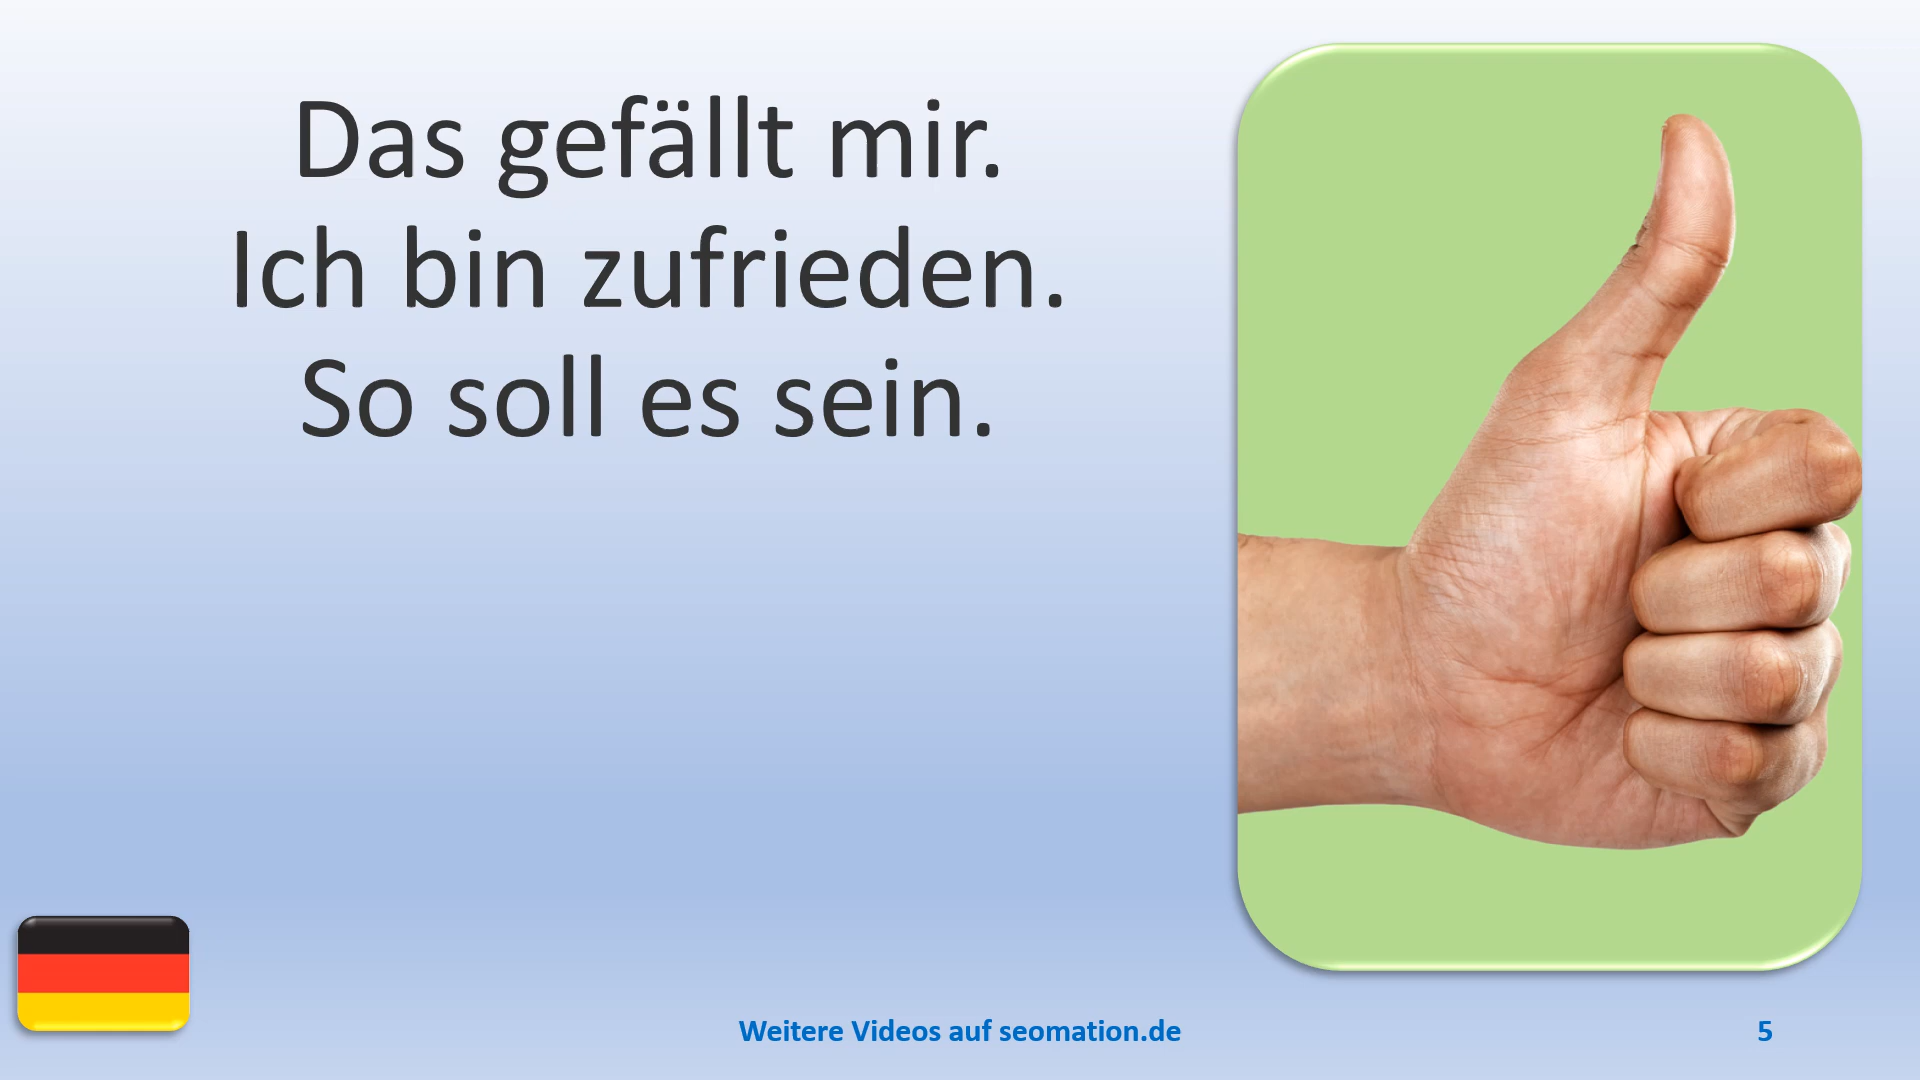 Das gefällt mir.
Ich bin zufrieden.
So soll es sein.
Weitere Videos auf seomation.de
5